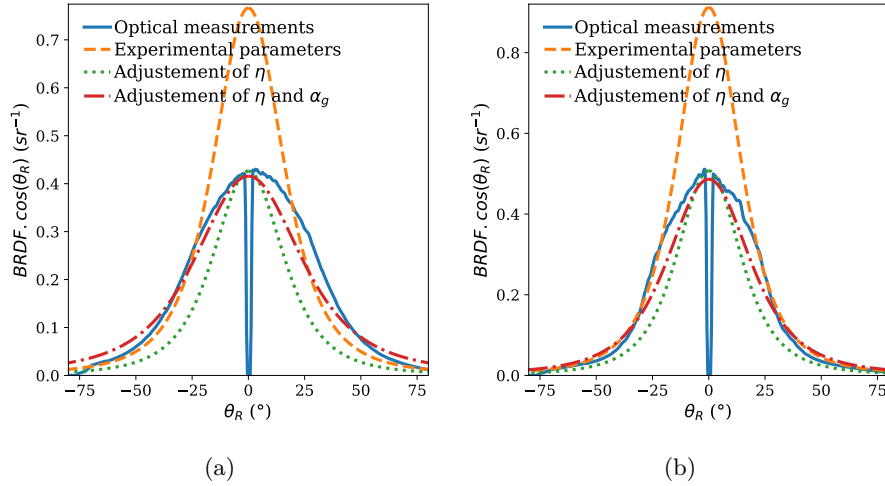 Optical measurements
Experimental parameters
Adjustement of η
Adjustement of η and α_g
BRDF. cos(θ_R) (sr⁻¹)
0.7
0.6
0.5
0.4
0.3
0.2
0.1
0.0
−75 −50 −25 0 25 50 75
θ_R (°)
(a)
Optical measurements
Experimental parameters
Adjustement of η
Adjustement of η and α_g
BRDF. cos(θ_R) (sr⁻¹)
0.8
0.6
0.4
0.2
0.0
−75 −50 −25 0 25 50 75
θ_R (°)
(b)